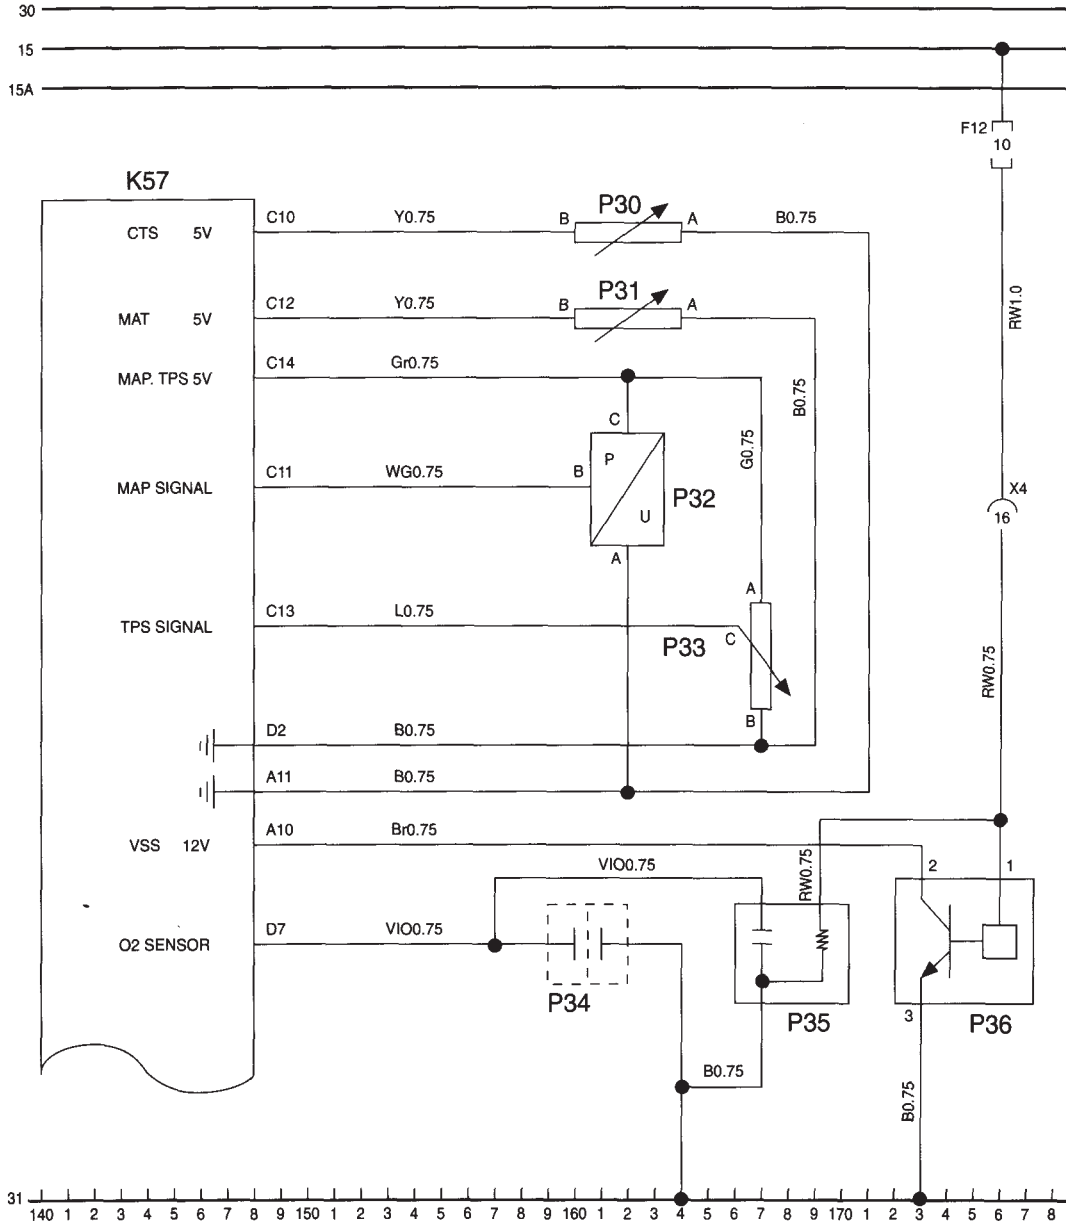 30
15
15A
F12
10
K57
C10 Y0.75 B P30 A B0.75
CTS 5V
C12 Y0.75 B P31 A
MAT 5V
RW1.0
C14 Gr0.75
MAP. TPS 5V
B0.75
C
G0.75
C11 WG0.75 B P
MAP SIGNAL
U P32
X4
16
A
A
C13 L0.75
TPS SIGNAL
P33 C
RW0.75
B
D2 B0.75
A11 B0.75
A10 Br0.75
VSS 12V
VIO0.75 RW0.75 2 1
D7 VIO0.75
O2 SENSOR
P34
P35
3 P36
B0.75
B0.75
31
140 1 2 3 4 5 6 7 8 9 150 1 2 3 4 5 6 7 8 9 160 1 2 3 4 5 6 7 8 9 170 1 2 3 4 5 6 7 8